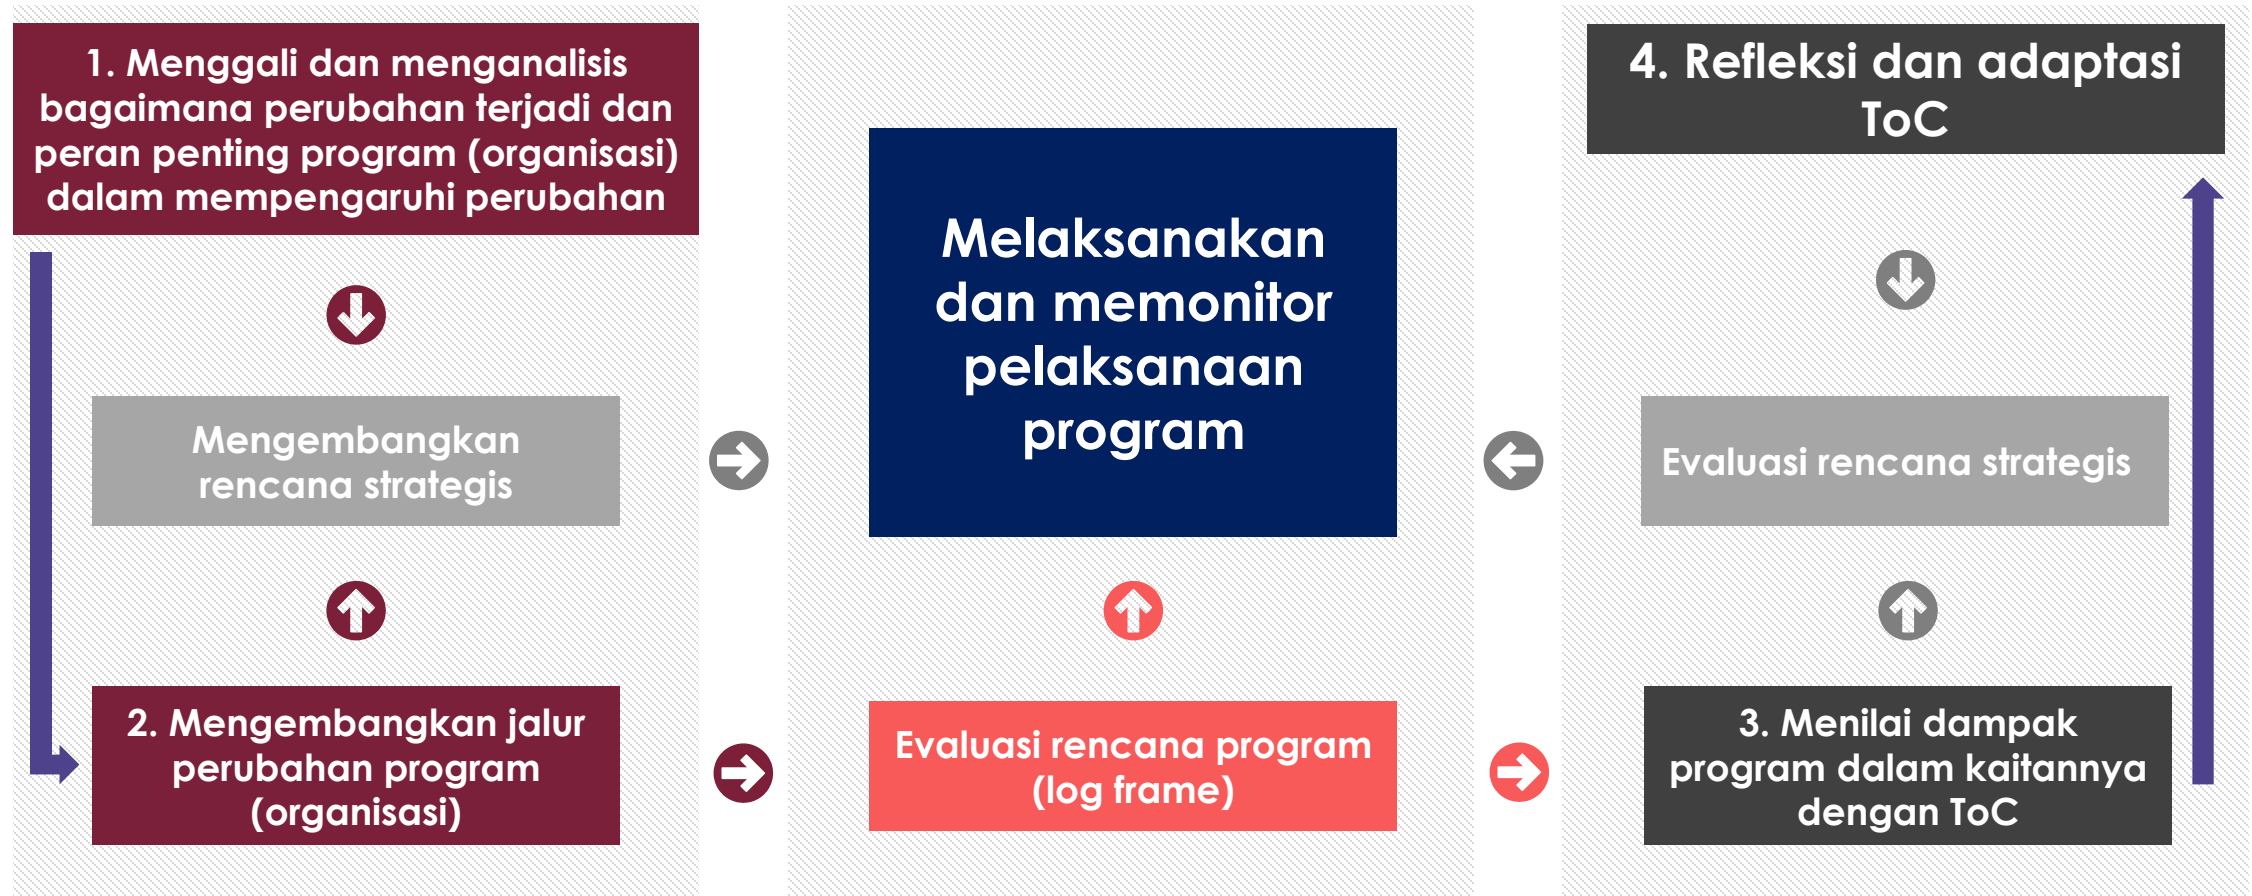 1. Menggali dan menganalisis
bagaimana perubahan terjadi dan
peran penting program (organisasi)
dalam mempengaruhi perubahan
Mengembangkan
rencana strategis
2. Mengembangkan jalur
perubahan program
(organisasi)
Melaksanakan
dan memonitor
pelaksanaan
program
Evaluasi rencana program
(log frame)
4. Refleksi dan adaptasi
ToC
Evaluasi rencana strategis
3. Menilai dampak
program dalam kaitannya
dengan ToC